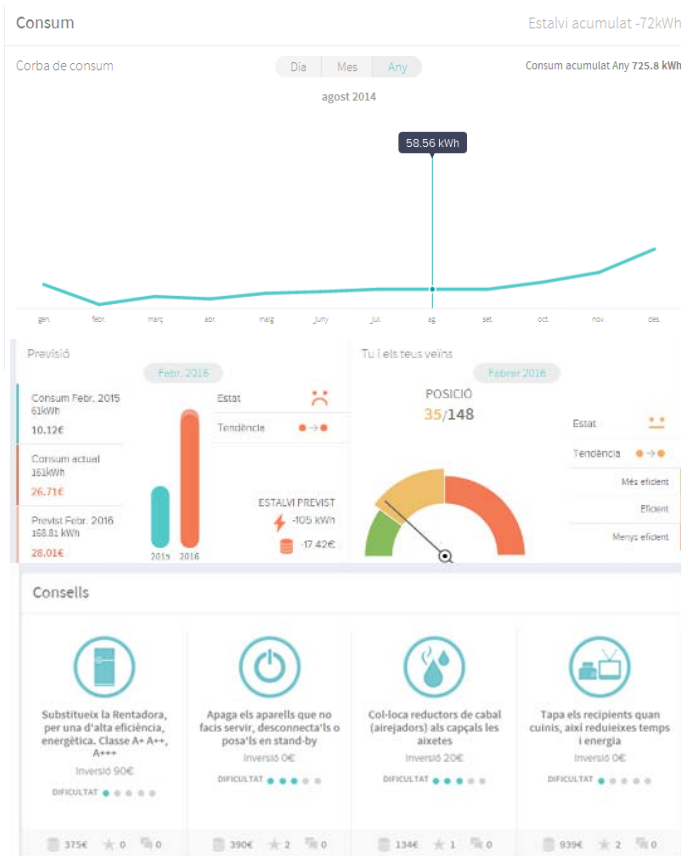 Consum
Estalvi acumulat -72kWh
Corba de consum
Dia Mes Any
Consum acumulat Any 725.8 kWh
agost 2014
58.56 kWh
gen. febr. març abr. maig juny jul. ag. set. oct. nov. des.
Previsió
Febr. 2016
Consum Febr. 2015
61kWh
10.12€
Consum actual
161kWh
26.71€
Previst Febr. 2016
168.81 kWh
28.01€
2015 2016
Estat
Tendència
ESTALVI PREVIST
-105 kWh
-17.42€
Tu i els teus veïns
Febrer 2016
POSICIÓ
35/148
Estat
Tendència
Més eficient
Eficient
Menys eficient
Consells
Substitueix la Rentadora,
per una d'alta eficiència,
energètica. Classe A+ A++,
A+++
Inversió 90€
DIFICULTAT
375€ 0 0
Apaga els aparells que no
facis servir, desconnecta'ls o
posa'ls en stand-by
Inversió 0€
DIFICULTAT
390€ 2 0
Col·loca reductors de cabal
(airejadors) als capçals les
aixetes
Inversió 20€
DIFICULTAT
134€ 1 0
Tapa els recipients quan
cuinis, així redueixes temps
i energia
Inversió 0€
DIFICULTAT
939€ 2 0